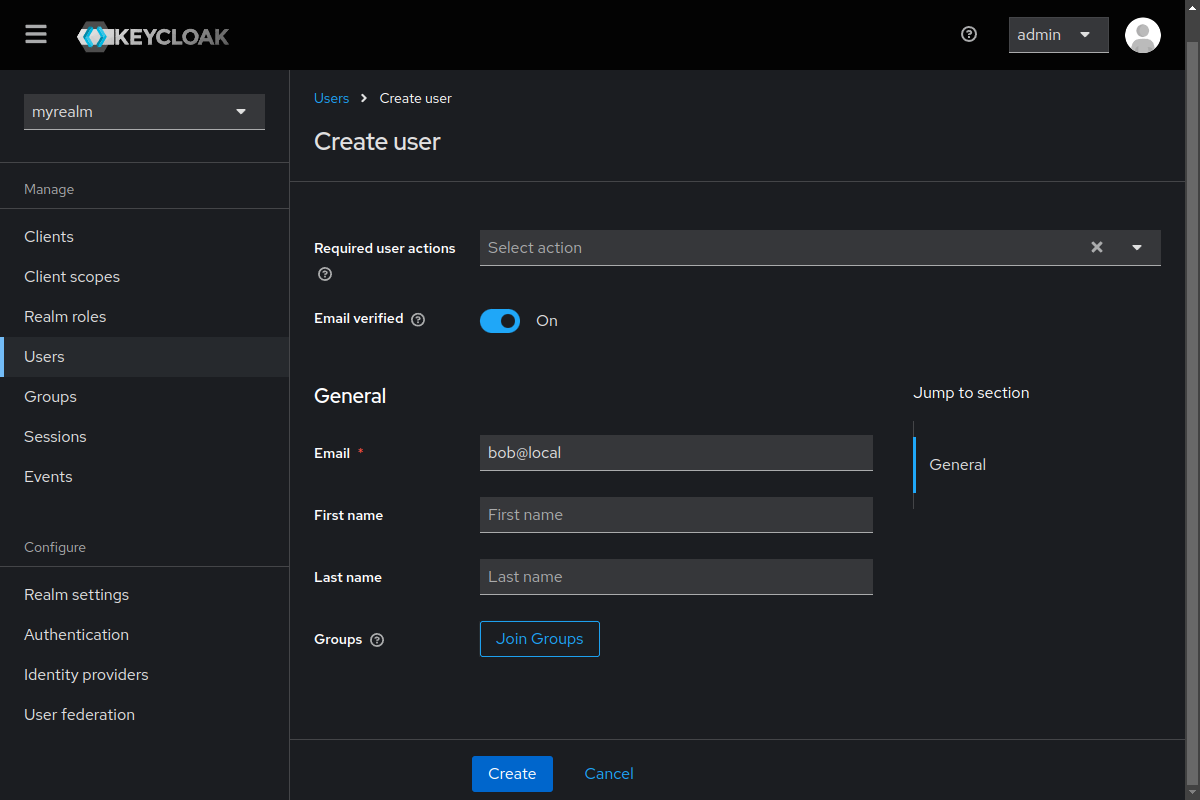 KEYCLOAK
admin
myrealm
Manage
Clients
Client scopes
Realm roles
Users
Groups
Sessions
Events
Configure
Realm settings
Authentication
Identity providers
User federation
Users > Create user
Create user
Required user actions
Select action
Email verified
On
General
Email *
bob@local
First name
First name
Last name
Last name
Groups
Join Groups
Jump to section
General
Create
Cancel